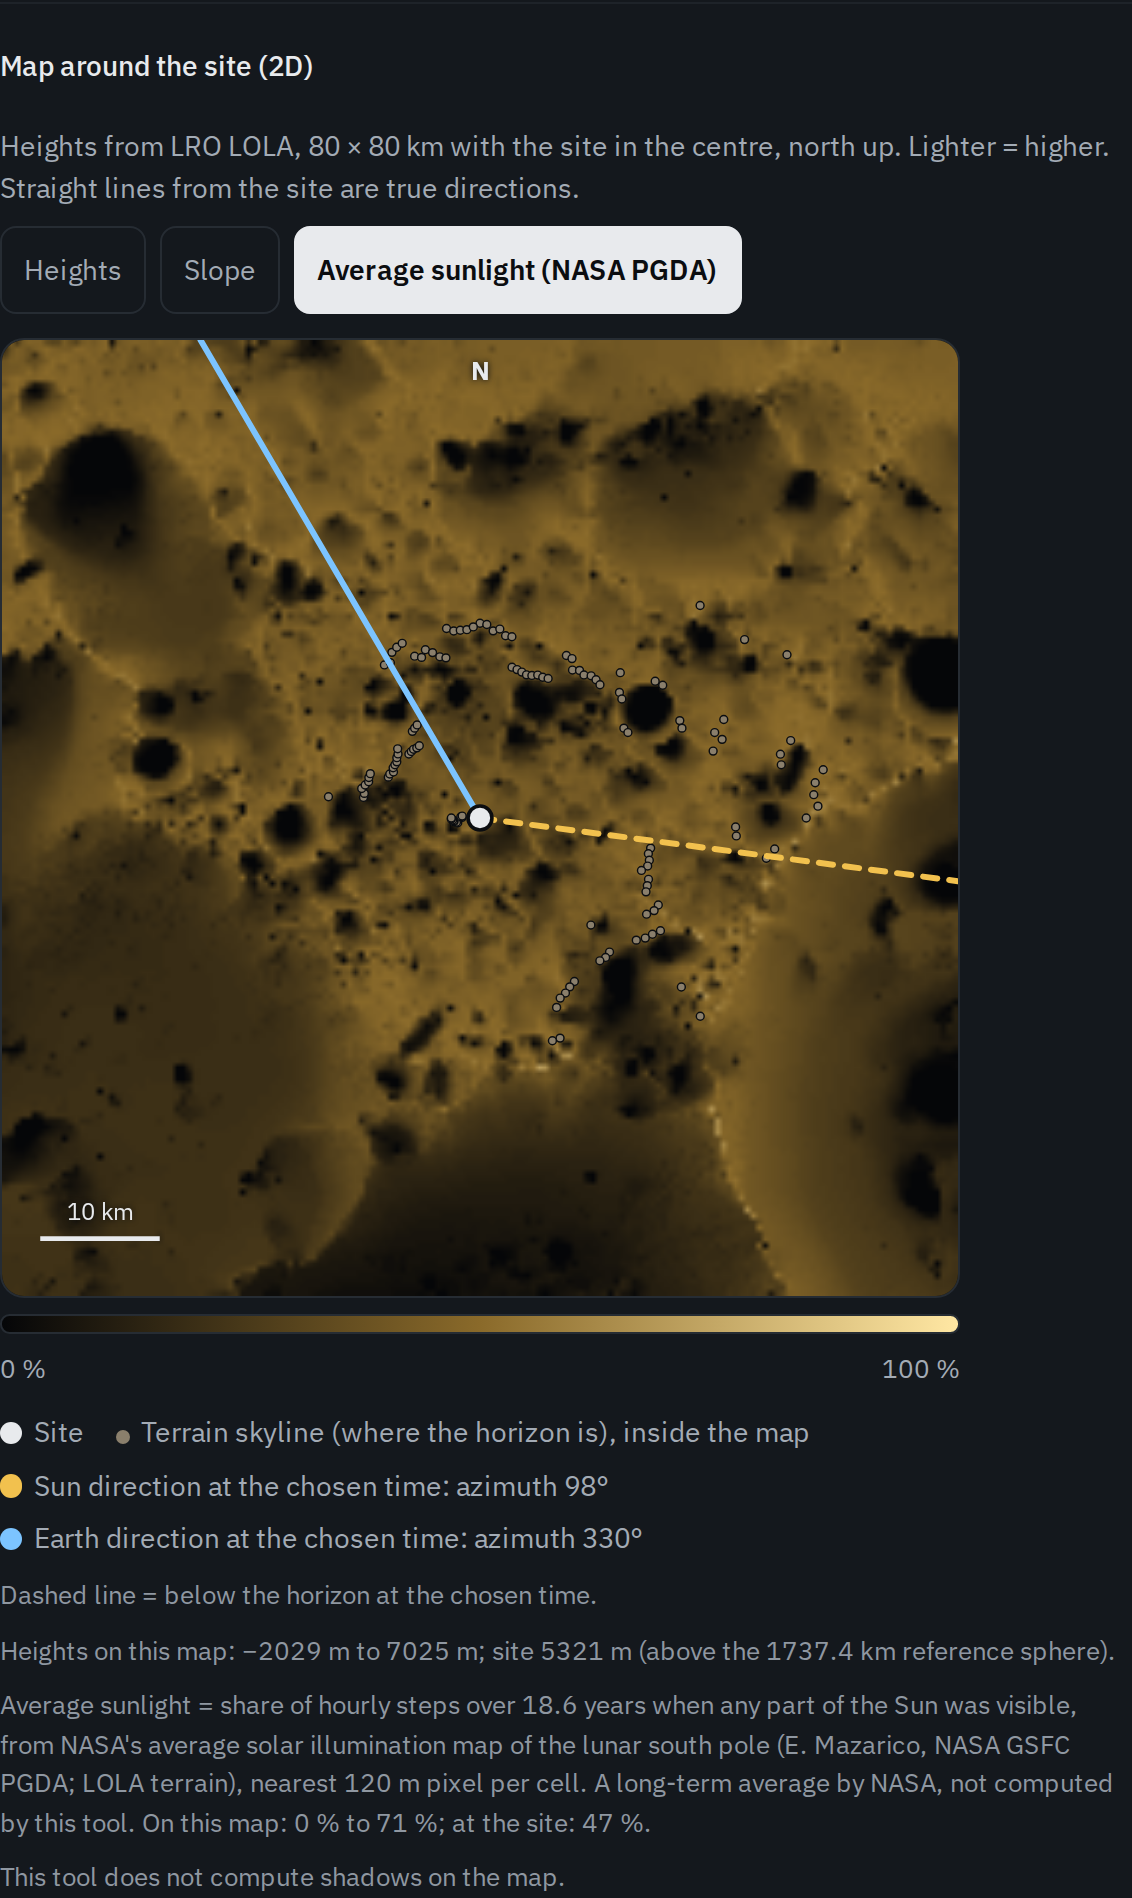 Map around the site (2D)
Heights from LRO LOLA, 80 × 80 km with the site in the centre, north up. Lighter = higher.
Straight lines from the site are true directions.
Heights
Slope
Average sunlight (NASA PGDA)
N
10 km
0 %
100 %
Site
Terrain skyline (where the horizon is), inside the map
Sun direction at the chosen time: azimuth 98°
Earth direction at the chosen time: azimuth 330°
Dashed line = below the horizon at the chosen time.
Heights on this map: −2029 m to 7025 m; site 5321 m (above the 1737.4 km reference sphere).
Average sunlight = share of hourly steps over 18.6 years when any part of the Sun was visible,
from NASA's average solar illumination map of the lunar south pole (E. Mazarico, NASA GSFC
PGDA; LOLA terrain), nearest 120 m pixel per cell. A long-term average by NASA, not computed
by this tool. On this map: 0 % to 71 %; at the site: 47 %.
This tool does not compute shadows on the map.